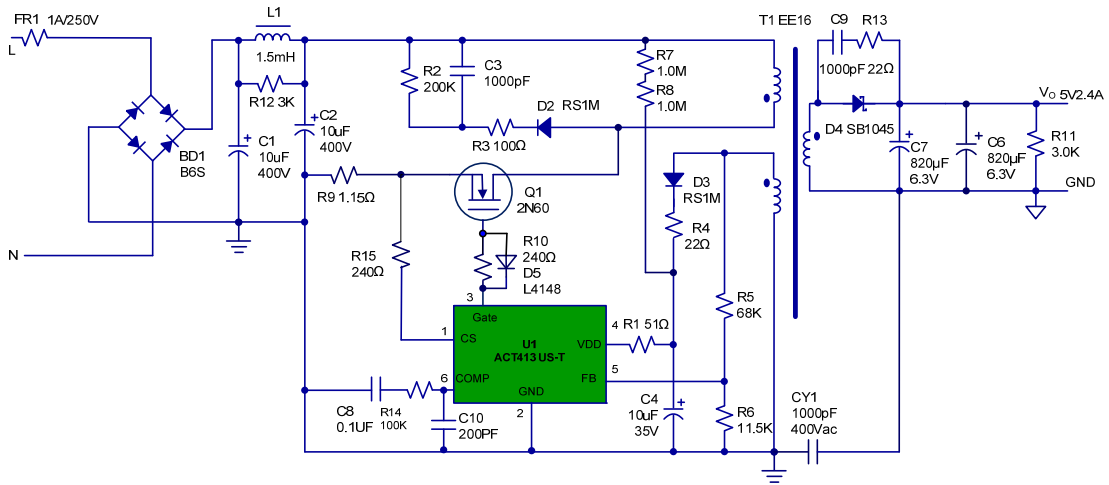 FR1 1A/250V
L
L1
1.5mH
R12 3K
BD1
B6S
C1
10uF
400V
C2
10uF
400V
N
R2
200K
C3
1000pF
R3 100Ω
D2 RS1M
R7
1.0M
R8
1.0M
T1 EE16
C9 R13
1000pF 22Ω
D4 SB1045
Vo 5V2.4A
C7
820µF
6.3V
C6
820µF
6.3V
R11
3.0K
GND
R9 1.15Ω
Q1
2N60
R15
240Ω
R10
240Ω
D5
L4148
D3
RS1M
R4
22Ω
R5
68K
R6
11.5K
R1 51Ω
3
Gate
1
CS
U1
ACT413 US-T
4
VDD
5
FB
6
COMP
GND
2
C8
0.1UF
R14
100K
C10
200PF
C4
10uF
35V
CY1
1000pF
400Vac